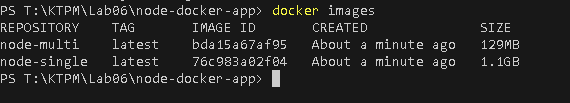 PS T:\KTPM\Lab06\node-docker-app> docker images
REPOSITORY TAG IMAGE ID CREATED SIZE
node-multi latest bda15a67af95 About a minute ago 129MB
node-single latest 76c983a02f04 About a minute ago 1.1GB
PS T:\KTPM\Lab06\node-docker-app>